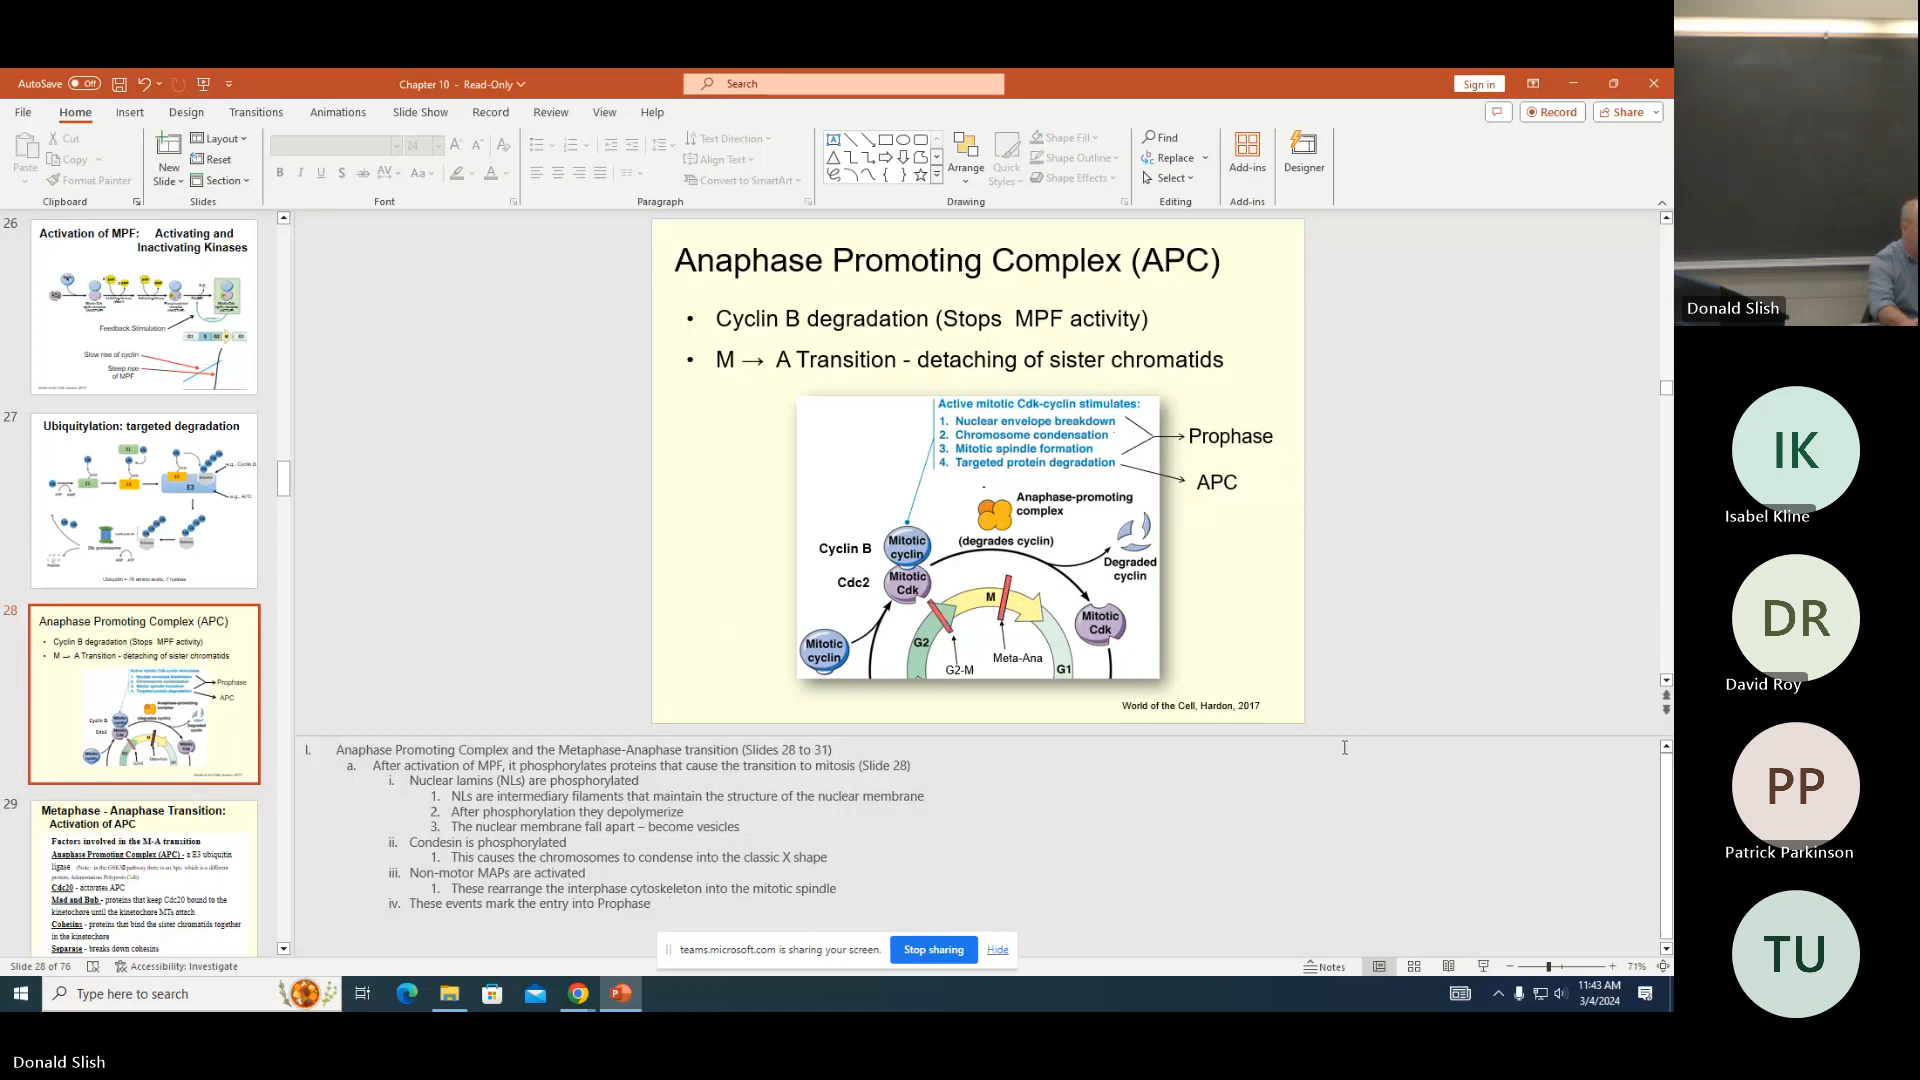 AutoSave Off
Chapter 10 - Read-Only
Search
Sign in
File Home Insert Design Transitions Animations Slide Show Record Review View Help
Record
Share
Paste
Cut
Copy
Format Painter
Clipboard
New Slide
Layout
Reset
Section
Slides
24
Font
Text Direction
Align Text
Convert to SmartArt
Paragraph
Arrange
Quick Styles
Shape Fill
Shape Outline
Shape Effects
Drawing
Find
Replace
Select
Editing
Add-ins
Add-ins
Designer
26
Activation of MPF: Activating and
Inactivating Kinases
Feedback Stimulation
G1 S G2 M G1
Slow rise of cyclin
Steep rise
of MPF
27
Ubiquitylation: targeted degradation
E1
E3
28
Anaphase Promoting Complex (APC)
• Cyclin B degradation (Stops MPF activity)
• M → A Transition - detaching of sister chromatids
Prophase
APC
29
Metaphase - Anaphase Transition:
Activation of APC
Factors involved in the M-A transition
Anaphase Promoting Complex (APC) - a E3 ubiquitin
ligase
Cdc20 - activates APC
Mad and Bub - proteins that keep Cdc20 bound to the
kinetochore until the kinetochore MTs attach
Cohesins - proteins that bind the sister chromatids together
in the kinetochore
Separase - breaks down cohesins
Anaphase Promoting Complex (APC)
• Cyclin B degradation (Stops MPF activity)
• M → A Transition - detaching of sister chromatids
Active mitotic Cdk-cyclin stimulates:
1. Nuclear envelope breakdown
2. Chromosome condensation
3. Mitotic spindle formation
4. Targeted protein degradation
Prophase
APC
Anaphase-promoting
complex
(degrades cyclin)
Degraded
cyclin
Cyclin B
Mitotic
cyclin
Cdc2
Mitotic
Cdk
M
Mitotic
Cdk
Mitotic
cyclin
G2
G2-M
Meta-Ana
G1
World of the Cell, Hardon, 2017
I. Anaphase Promoting Complex and the Metaphase-Anaphase transition (Slides 28 to 31)
a. After activation of MPF, it phosphorylates proteins that cause the transition to mitosis (Slide 28)
i. Nuclear lamins (NLs) are phosphorylated
1. NLs are intermediary filaments that maintain the structure of the nuclear membrane
2. After phosphorylation they depolymerize
3. The nuclear membrane fall apart – become vesicles
ii. Condesin is phosphorylated
1. This causes the chromosomes to condense into the classic X shape
iii. Non-motor MAPs are activated
1. These rearrange the interphase cytoskeleton into the mitotic spindle
iv. These events mark the entry into Prophase
teams.microsoft.com is sharing your screen. Stop sharing Hide
Slide 28 of 76
Accessibility: Investigate
Notes
71%
Type here to search
11:43 AM
3/4/2024
Donald Slish
IK
Isabel Kline
DR
David Roy
PP
Patrick Parkinson
TU
Donald Slish